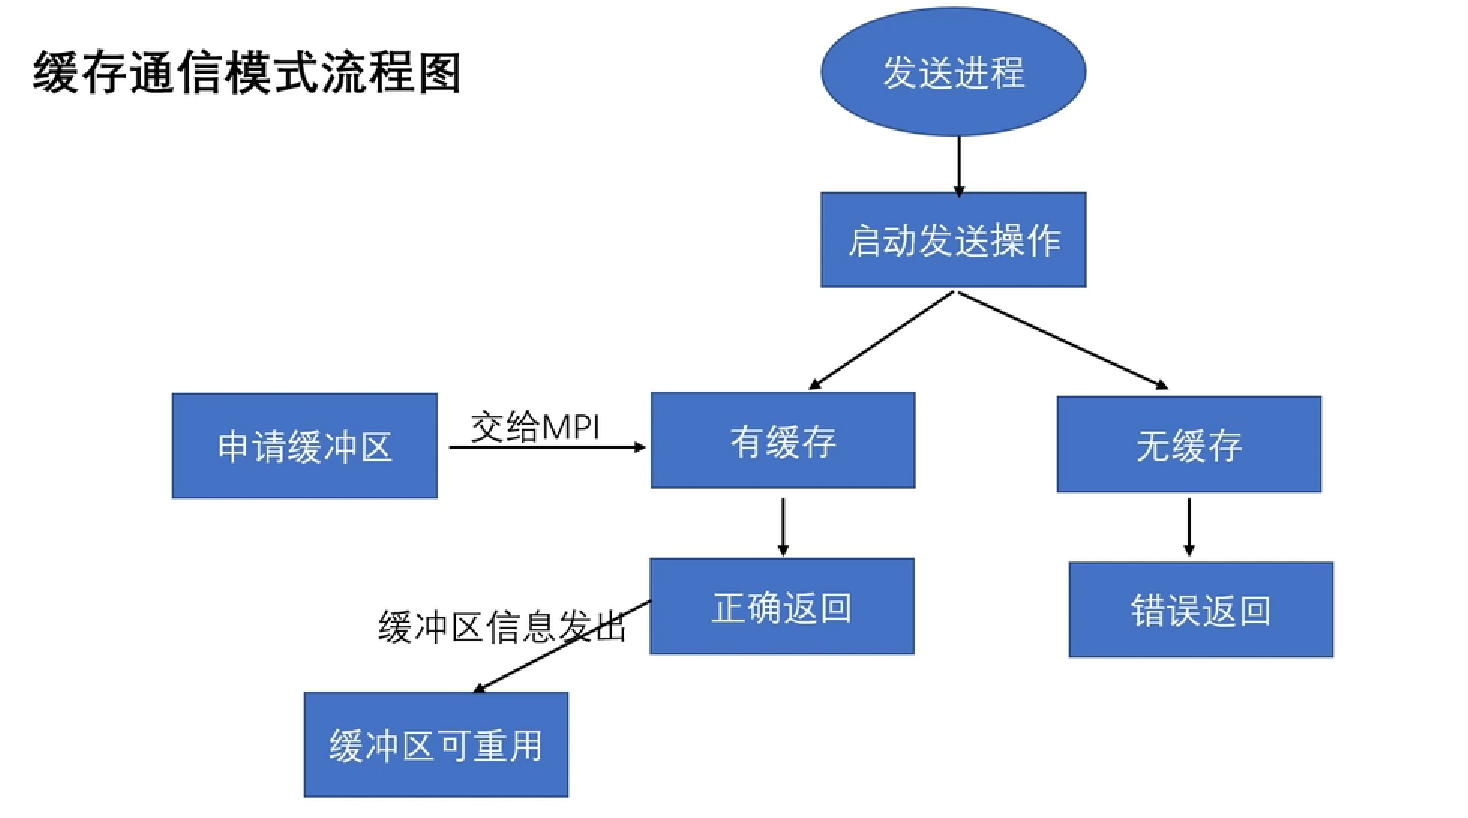 缓存通信模式流程图
发送进程
启动发送操作
申请缓冲区
交给MPI
有缓存
无缓存
正确返回
错误返回
缓冲区信息发出
缓冲区可重用